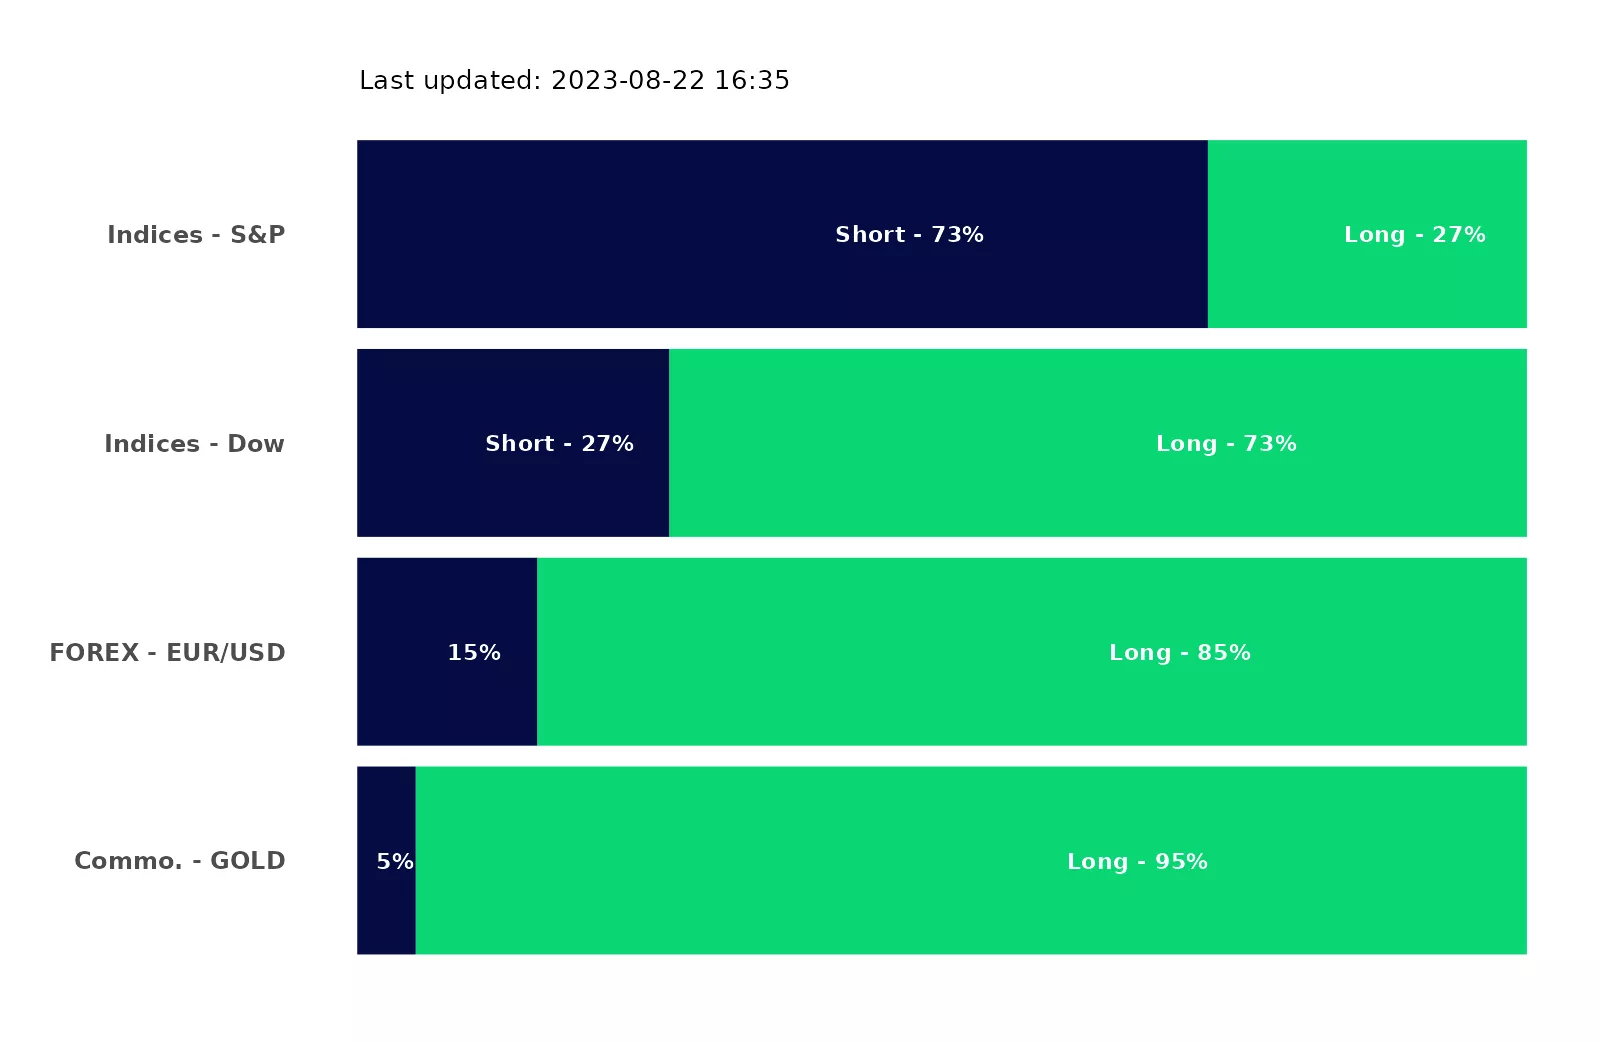 Last updated: 2023-08-22 16:35
Indices - S&P
Short - 73%
Long - 27%
Indices - Dow
Short - 27%
Long - 73%
FOREX - EUR/USD
15%
Long - 85%
Commo. - GOLD
5%
Long - 95%